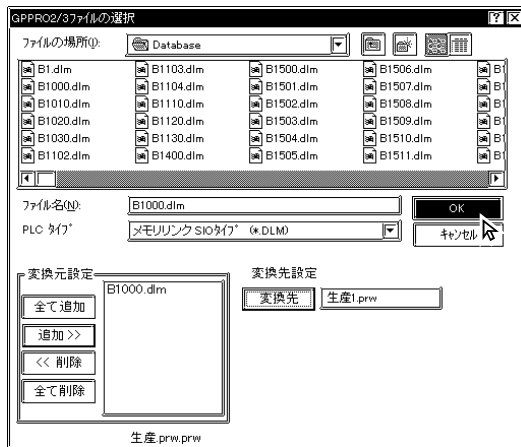 GPPRO2/3ファイルの選択
ファイルの場所(I):
Database
B1.dlm
B1000.dlm
B1010.dlm
B1020.dlm
B1030.dlm
B1102.dlm
B1103.dlm
B1104.dlm
B1110.dlm
B1120.dlm
B1130.dlm
B1400.dlm
B1500.dlm
B1501.dlm
B1502.dlm
B1503.dlm
B1504.dlm
B1505.dlm
B1506.dlm
B1507.dlm
B1508.dlm
B1509.dlm
B1510.dlm
B1511.dlm
ファイル名(N):
B1000.dlm
OK
PLC タイプ
メモリリンク SIOタイプ (*.DLM)
キャンセル
変換元設定
全て追加
追加 >>
<< 削除
全て削除
B1000.dlm
変換先設定
変換先
生産1.prw
生産.prw.prw